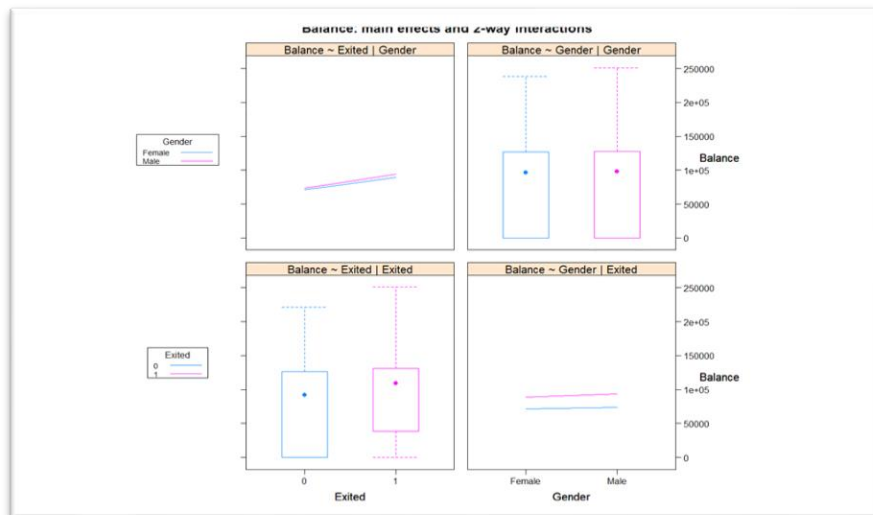 Balance: main effects and 2-way interactions
Balance ~ Exited | Gender
Balance ~ Gender | Gender
Gender
Female
Male
250000
2e+05
150000
1e+05
50000
0
Balance
Balance ~ Exited | Exited
Balance ~ Gender | Exited
Exited
0
1
250000
2e+05
150000
1e+05
50000
0
Balance
0 1
Exited
Female Male
Gender